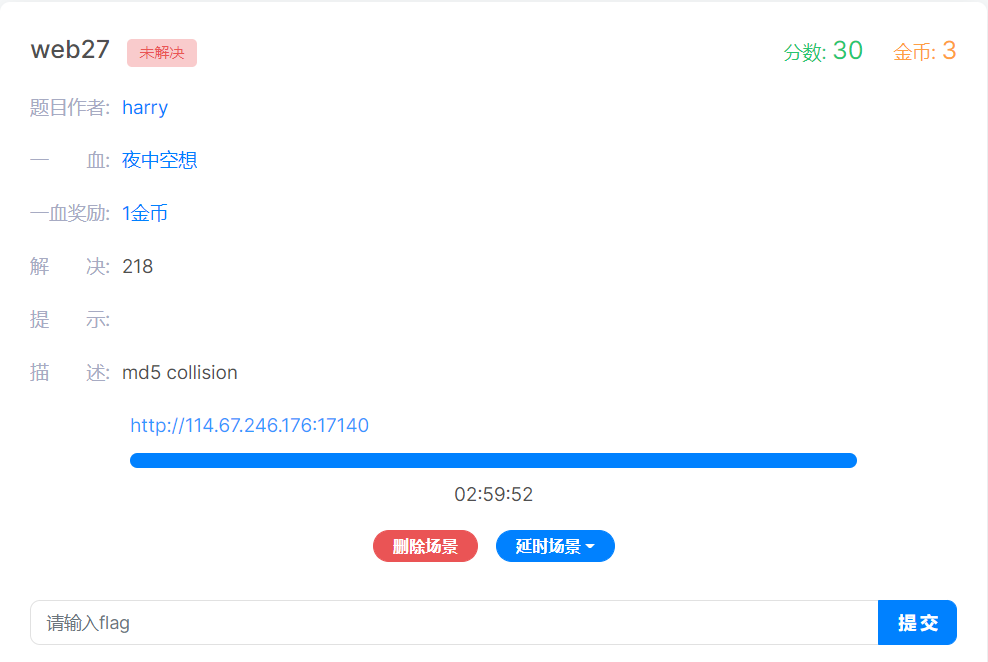 web27 未解决 分数: 30 金币: 3
题目作者: harry
一 血: 夜中空想
一血奖励: 1金币
解 决: 218
提 示:
描 述: md5 collision
http://114.67.246.176:17140
02:59:52
删除场景 延时场景
请输入flag 提交